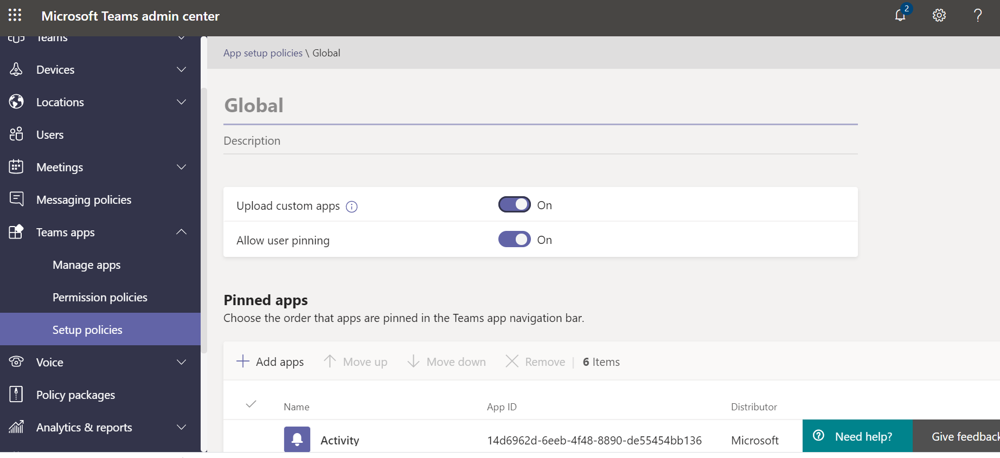 Microsoft Teams admin center
2
?
Teams
Devices
Locations
Users
Meetings
Messaging policies
Teams apps
Manage apps
Permission policies
Setup policies
Voice
Policy packages
Analytics & reports
App setup policies \ Global
Global
Description
Upload custom apps
On
Allow user pinning
On
Pinned apps
Choose the order that apps are pinned in the Teams app navigation bar.
Add apps Move up Move down Remove | 6 Items
Name App ID Distributor
Activity 14d6962d-6eeb-4f48-8890-de55454bb136 Microsoft
Need help?
Give feedback